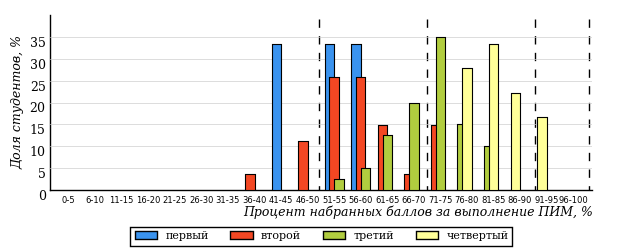 Доля студентов, %
35
30
25
20
15
10
5
0
0-5 6-10 11-15 16-20 21-25 26-30 31-35 36-40 41-45 46-50 51-55 56-60 61-65 66-70 71-75 76-80 81-85 86-90 91-95 96-100
Процент набранных баллов за выполнение ПИМ, %
первый второй третий четвертый